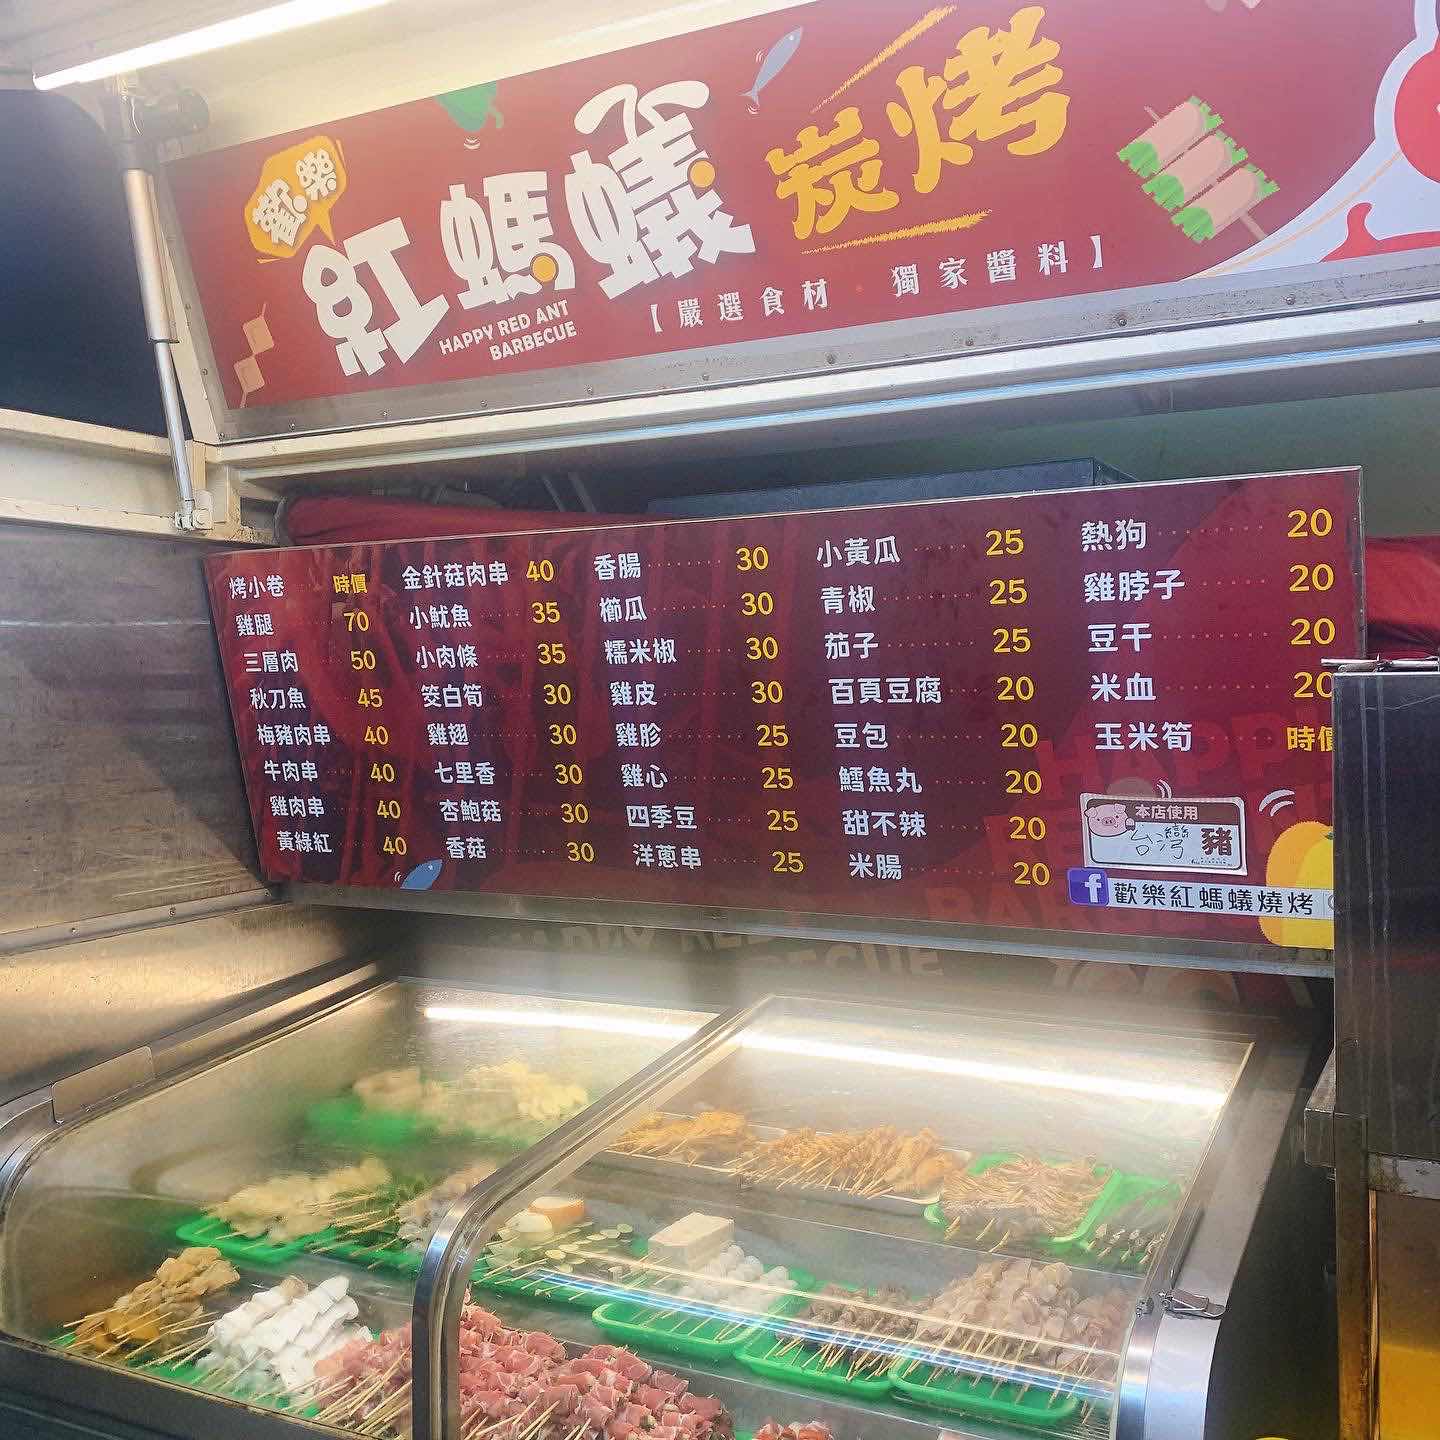 歡樂
紅螞蟻
炭烤
HAPPY RED ANT
BARBECUE
【嚴選食材・獨家醬料】
烤小卷 時價
雞腿 70
三層肉 50
秋刀魚 45
梅豬肉串 40
牛肉串 40
雞肉串 40
黃綠紅 40
金針菇肉串 40
小魷魚 35
小肉條 35
筊白筍 30
雞翅 30
七里香 30
杏鮑菇 30
香菇 30
香腸 30
櫛瓜 30
糯米椒 30
雞皮 30
雞胗 25
雞心 25
四季豆 25
洋蔥串 25
小黃瓜 25
青椒 25
茄子 25
百頁豆腐 20
豆包 20
鱈魚丸 20
甜不辣 20
米腸 20
熱狗 20
雞脖子 20
豆干 20
米血 20
玉米筍 時價
本店使用
台灣 豬
f 歡樂紅螞蟻燒烤